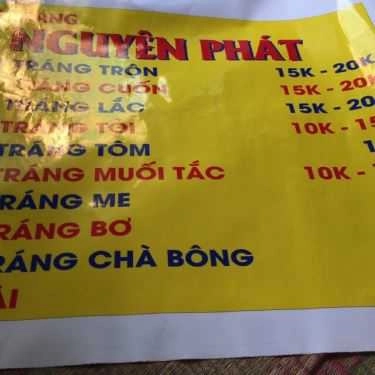 NGUYÊN PHÁT
TRÁNG TRỘN 15K - 20K
TRÁNG CUỐN 15K - 20K
TRÁNG LẮC 15K - 20
TRÁNG TỎI 10K - 15
TRÁNG TÔM
TRÁNG MUỐI TẮC 10K -
RÁNG ME
RÁNG BƠ
RÁNG CHÀ BÔNG